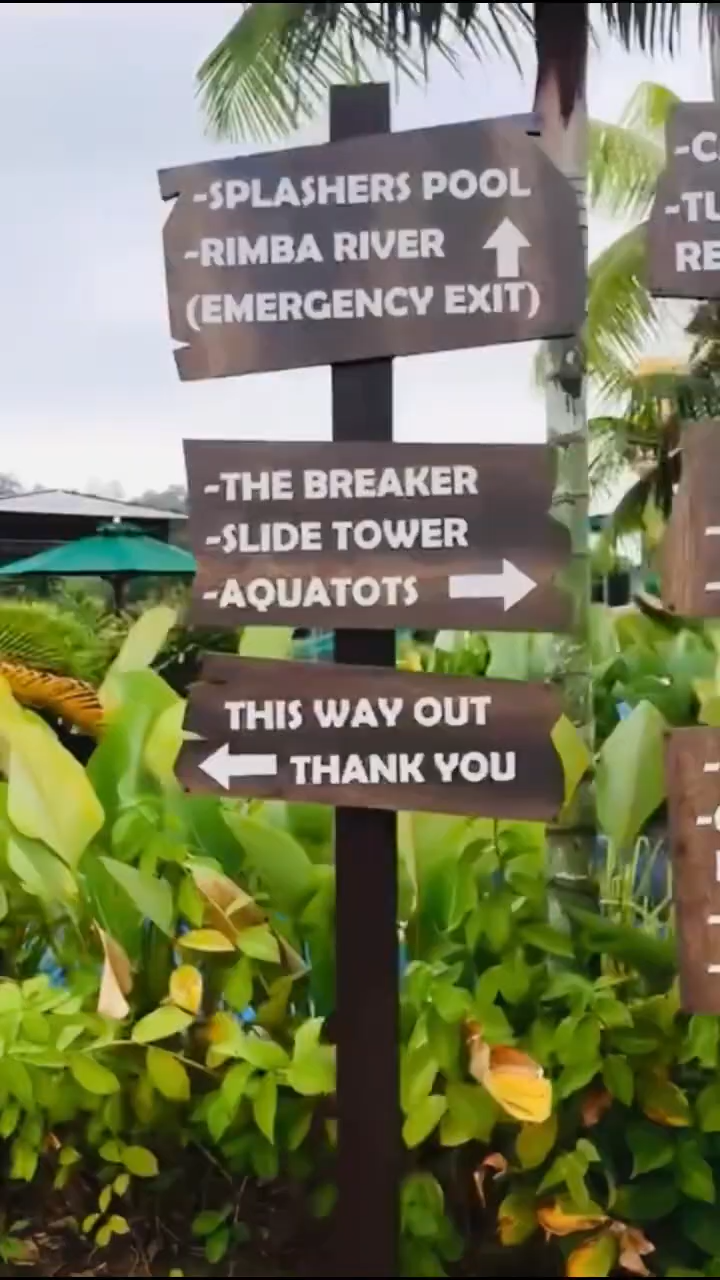 -SPLASHERS POOL
-RIMBA RIVER
(EMERGENCY EXIT)
-THE BREAKER
-SLIDE TOWER
-AQUATOTS
THIS WAY OUT
THANK YOU